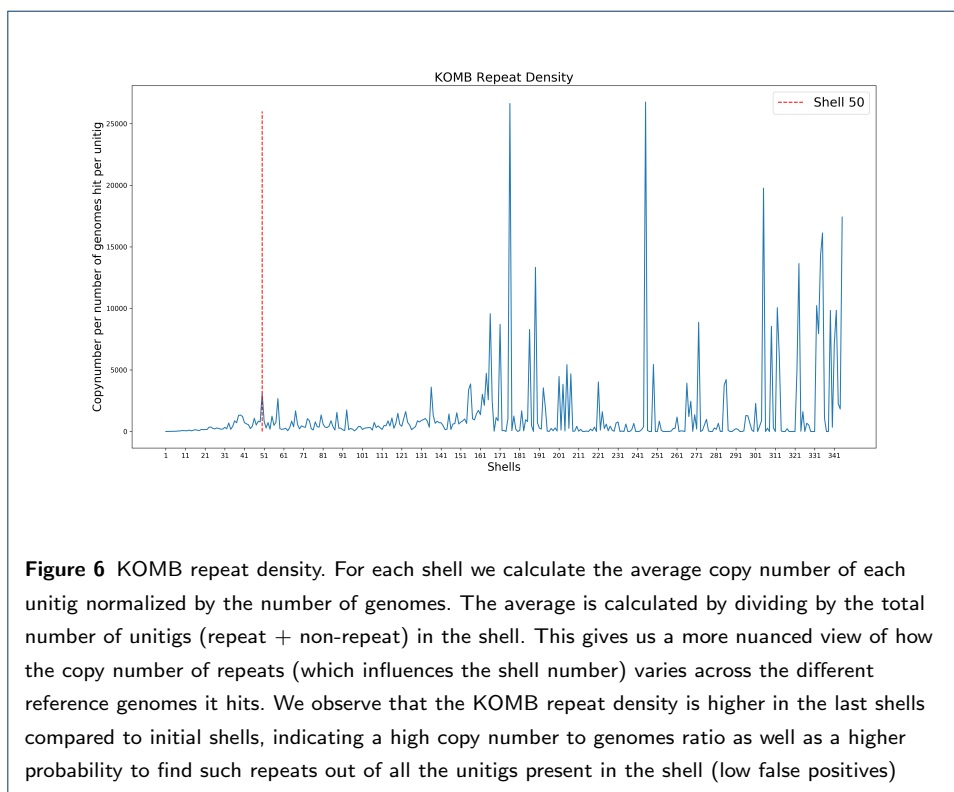 KOMB Repeat Density
Shell 50
Copynumber per number of genomes hit per unitig
25000
20000
15000
10000
5000
0
1 11 21 31 41 51 61 71 81 91 101 111 121 131 141 151 161 171 181 191 201 211 221 231 241 251 261 271 281 291 301 311 321 331 341
Shells
Figure 6 KOMB repeat density. For each shell we calculate the average copy number of each
unitig normalized by the number of genomes. The average is calculated by dividing by the total
number of unitigs (repeat + non-repeat) in the shell. This gives us a more nuanced view of how
the copy number of repeats (which influences the shell number) varies across the different
reference genomes it hits. We observe that the KOMB repeat density is higher in the last shells
compared to initial shells, indicating a high copy number to genomes ratio as well as a higher
probability to find such repeats out of all the unitigs present in the shell (low false positives)